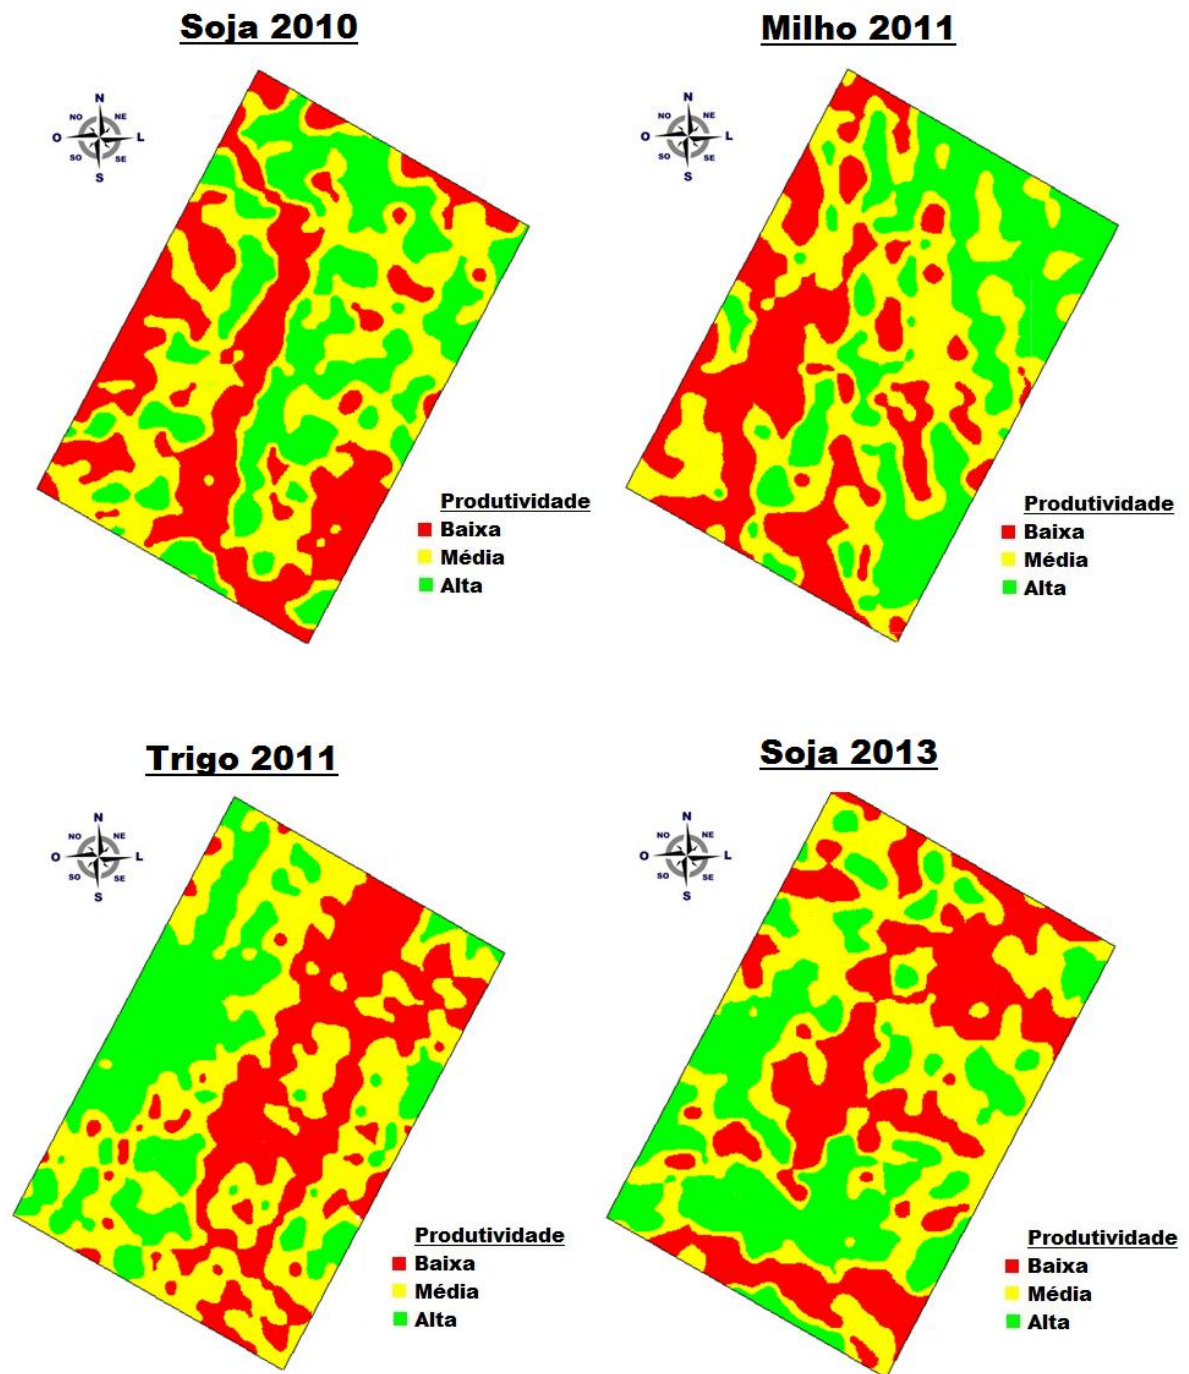 Soja 2010
N
NO NE
O L
SO SE
S
Produtividade
Baixa
Média
Alta
Milho 2011
N
NO NE
O L
SO SE
S
Produtividade
Baixa
Média
Alta
Trigo 2011
N
NO NE
O L
SO SE
S
Produtividade
Baixa
Média
Alta
Soja 2013
N
NO NE
O L
SO SE
S
Produtividade
Baixa
Média
Alta